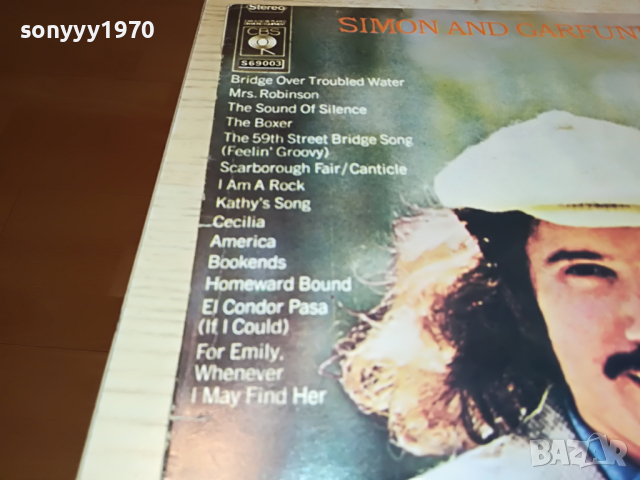 sonyyy1970
Stereo
CBS
S69003
SIMON AND GARFUN
Bridge Over Troubled Water
Mrs. Robinson
The Sound Of Silence
The Boxer
The 59th Street Bridge Song
(Feelin' Groovy)
Scarborough Fair/Canticle
I Am A Rock
Kathy's Song
Cecilia
America
Bookends
Homeward Bound
El Condor Pasa
(If I Could)
For Emily,
Whenever
I May Find Her
BAZAR
bg